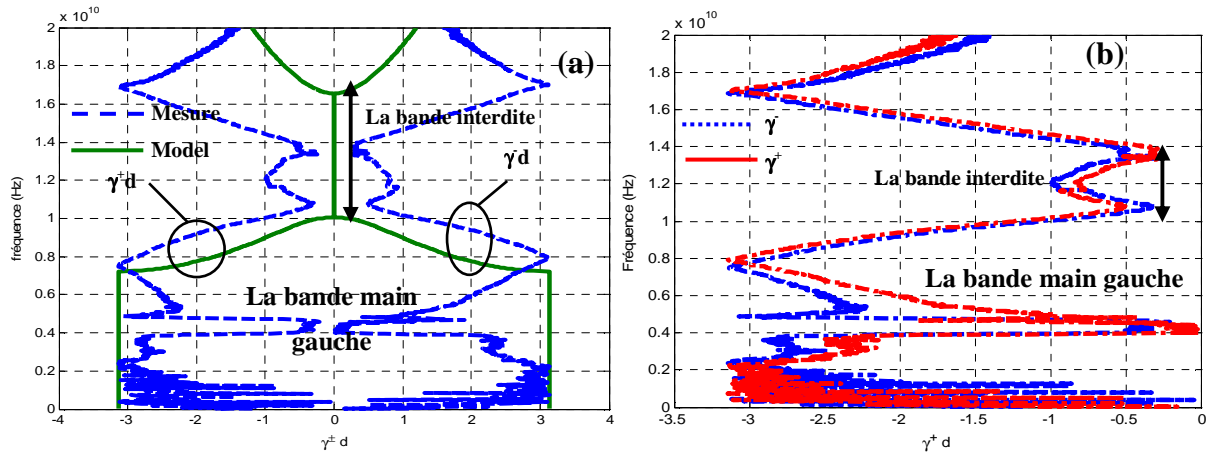 x 10^10
2
1.8
1.6
1.4
1.2
1
0.8
0.6
0.4
0.2
0
-4
-3
-2
-1
0
1
2
3
4
fréquence (Hz)
γ± d
(a)
Mesure
Model
La bande interdite
γ+d
γ-d
La bande main
gauche
x 10^10
2
1.8
1.6
1.4
1.2
1
0.8
0.6
0.4
0.2
0
-3.5
-3
-2.5
-2
-1.5
-1
-0.5
0
Fréquence (Hz)
γ+ d
(b)
γ-
γ+
La bande interdite
La bande main gauche